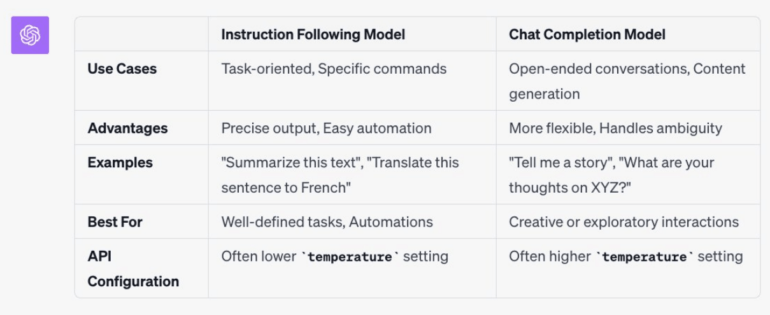 Instruction Following Model Chat Completion Model
Use Cases Task-oriented, Specific commands Open-ended conversations, Content
generation
Advantages Precise output, Easy automation More flexible, Handles ambiguity
Examples "Summarize this text", "Translate this "Tell me a story", "What are your
sentence to French" thoughts on XYZ?"
Best For Well-defined tasks, Automations Creative or exploratory interactions
API Often lower `temperature` setting Often higher `temperature` setting
Configuration